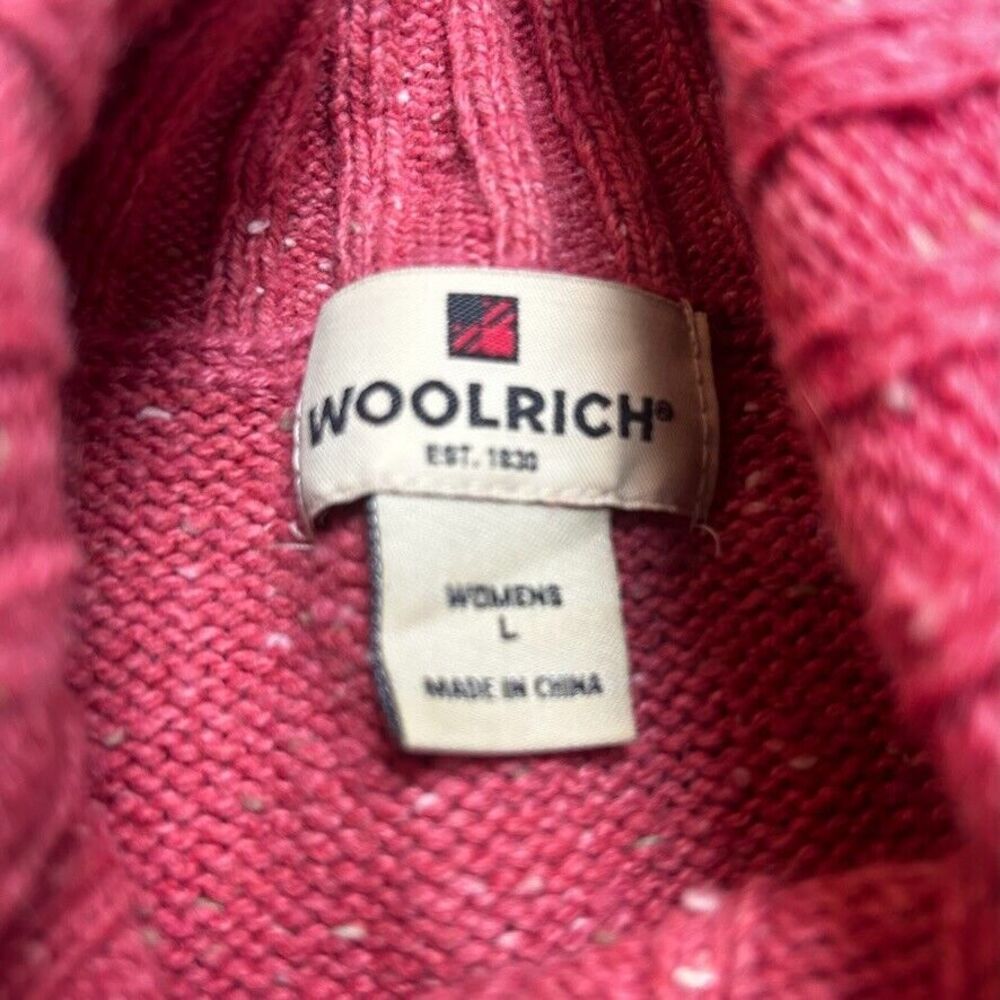 WOOLRICH®
EST. 1830
WOMENS
L
MADE IN CHINA